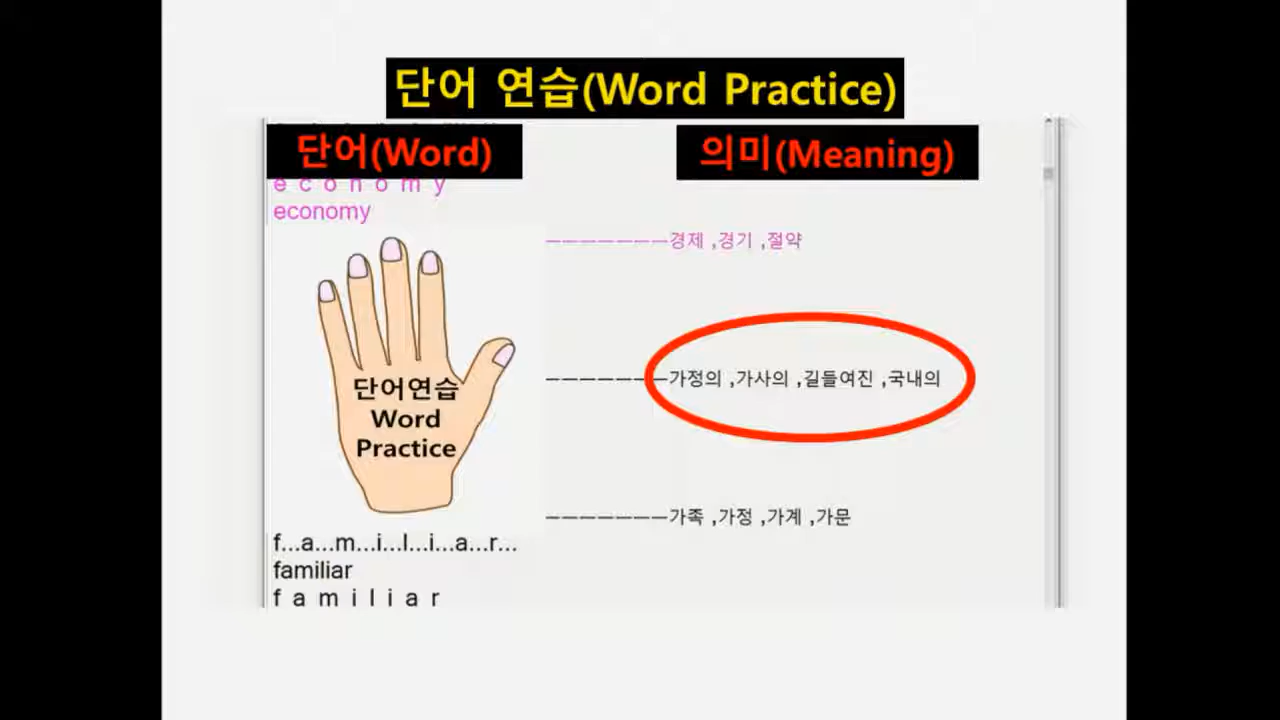 단어 연습(Word Practice)
단어(Word)
의미(Meaning)
e c o n o m y
economy
———————경제 ,경기 ,절약
———————가정의 ,가사의 ,길들여진 ,국내의
단어연습
Word
Practice
———————가족 ,가정 ,가계 ,가문
f...a...m...i...l...i...a...r...
familiar
f a m i l i a r